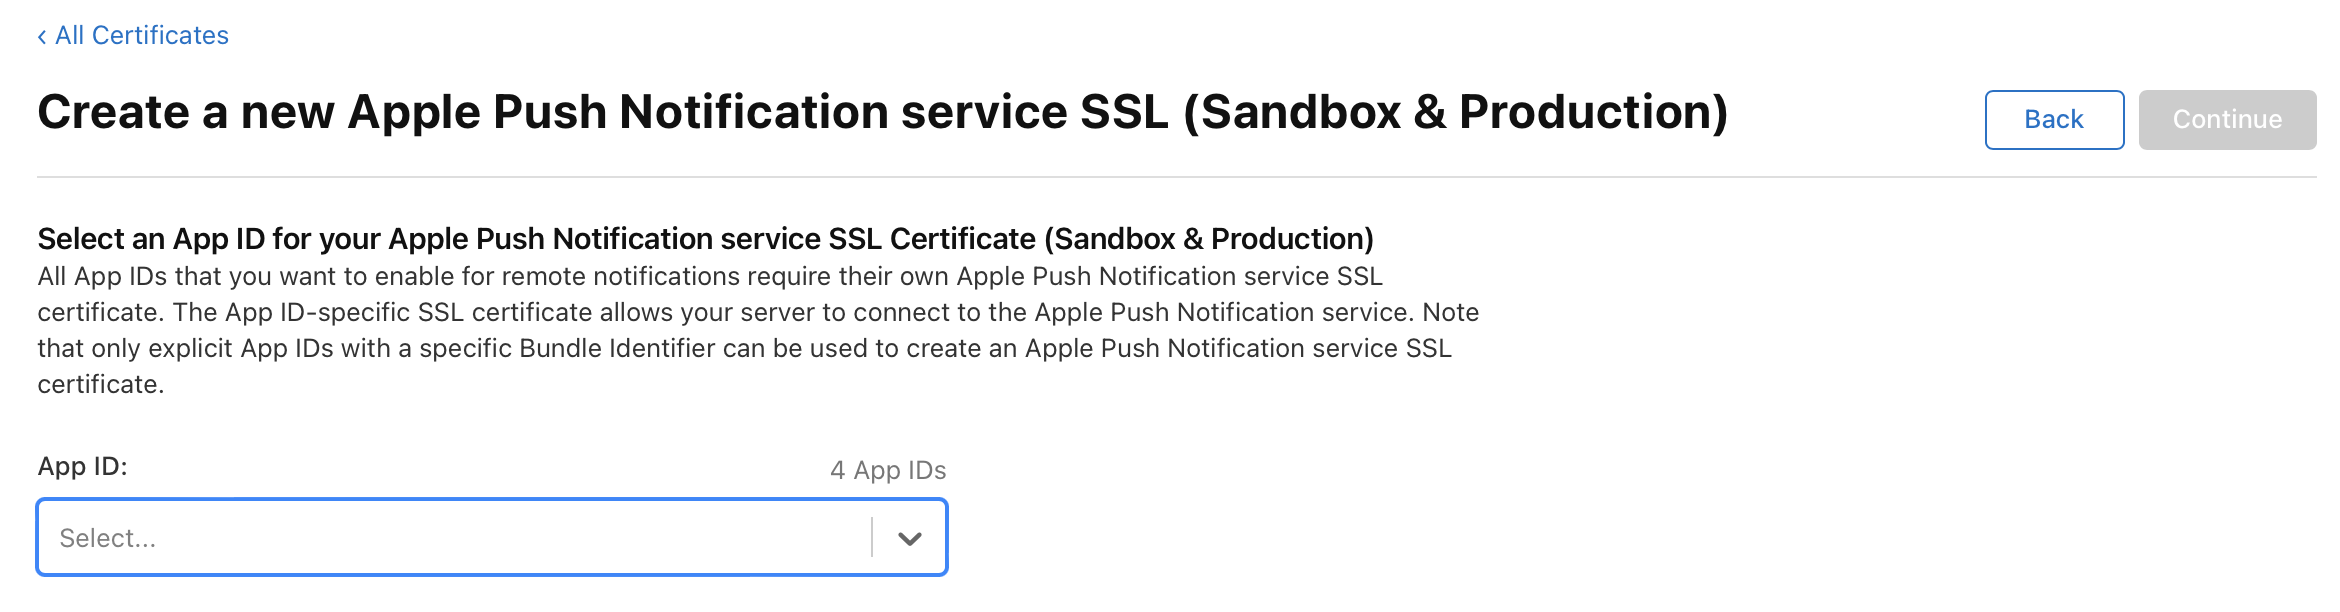 ‹ All Certificates
Create a new Apple Push Notification service SSL (Sandbox & Production)
Back
Continue
Select an App ID for your Apple Push Notification service SSL Certificate (Sandbox & Production)
All App IDs that you want to enable for remote notifications require their own Apple Push Notification service SSL
certificate. The App ID-specific SSL certificate allows your server to connect to the Apple Push Notification service. Note
that only explicit App IDs with a specific Bundle Identifier can be used to create an Apple Push Notification service SSL
certificate.
App ID:
4 App IDs
Select...